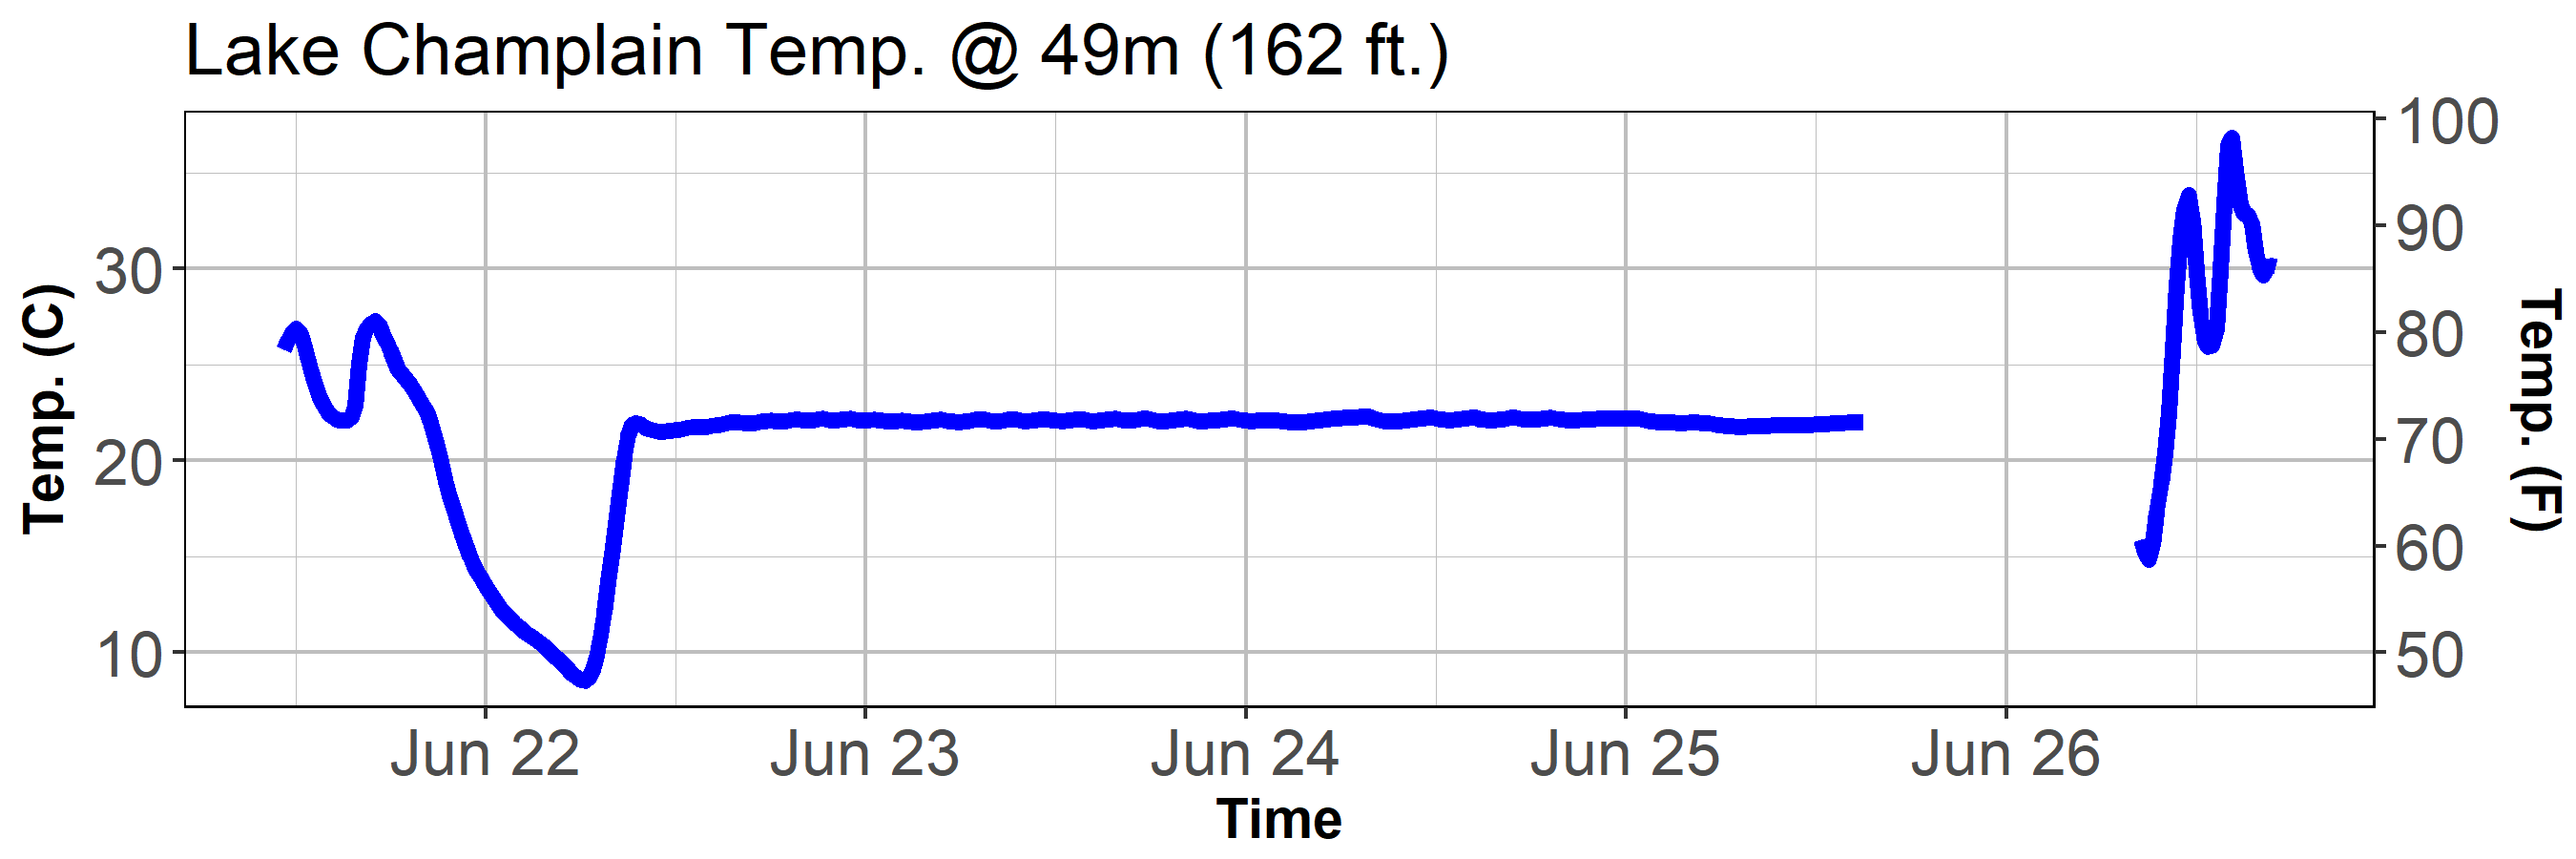 Lake Champlain Temp. @ 49m (162 ft.)
Temp. (C)
30
20
10
100
90
80
70
60
50
Temp. (F)
Jun 22 Jun 23 Jun 24 Jun 25 Jun 26
Time